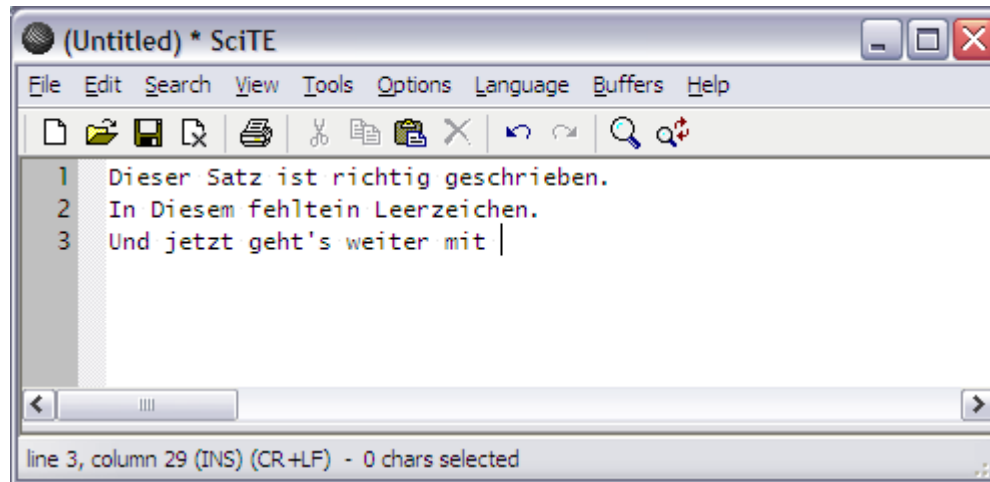 (Untitled) * SciTE
File Edit Search View Tools Options Language Buffers Help
1 Dieser Satz ist richtig geschrieben.
2 In Diesem fehltein Leerzeichen.
3 Und jetzt geht's weiter mit
line 3, column 29 (INS) (CR+LF) - 0 chars selected